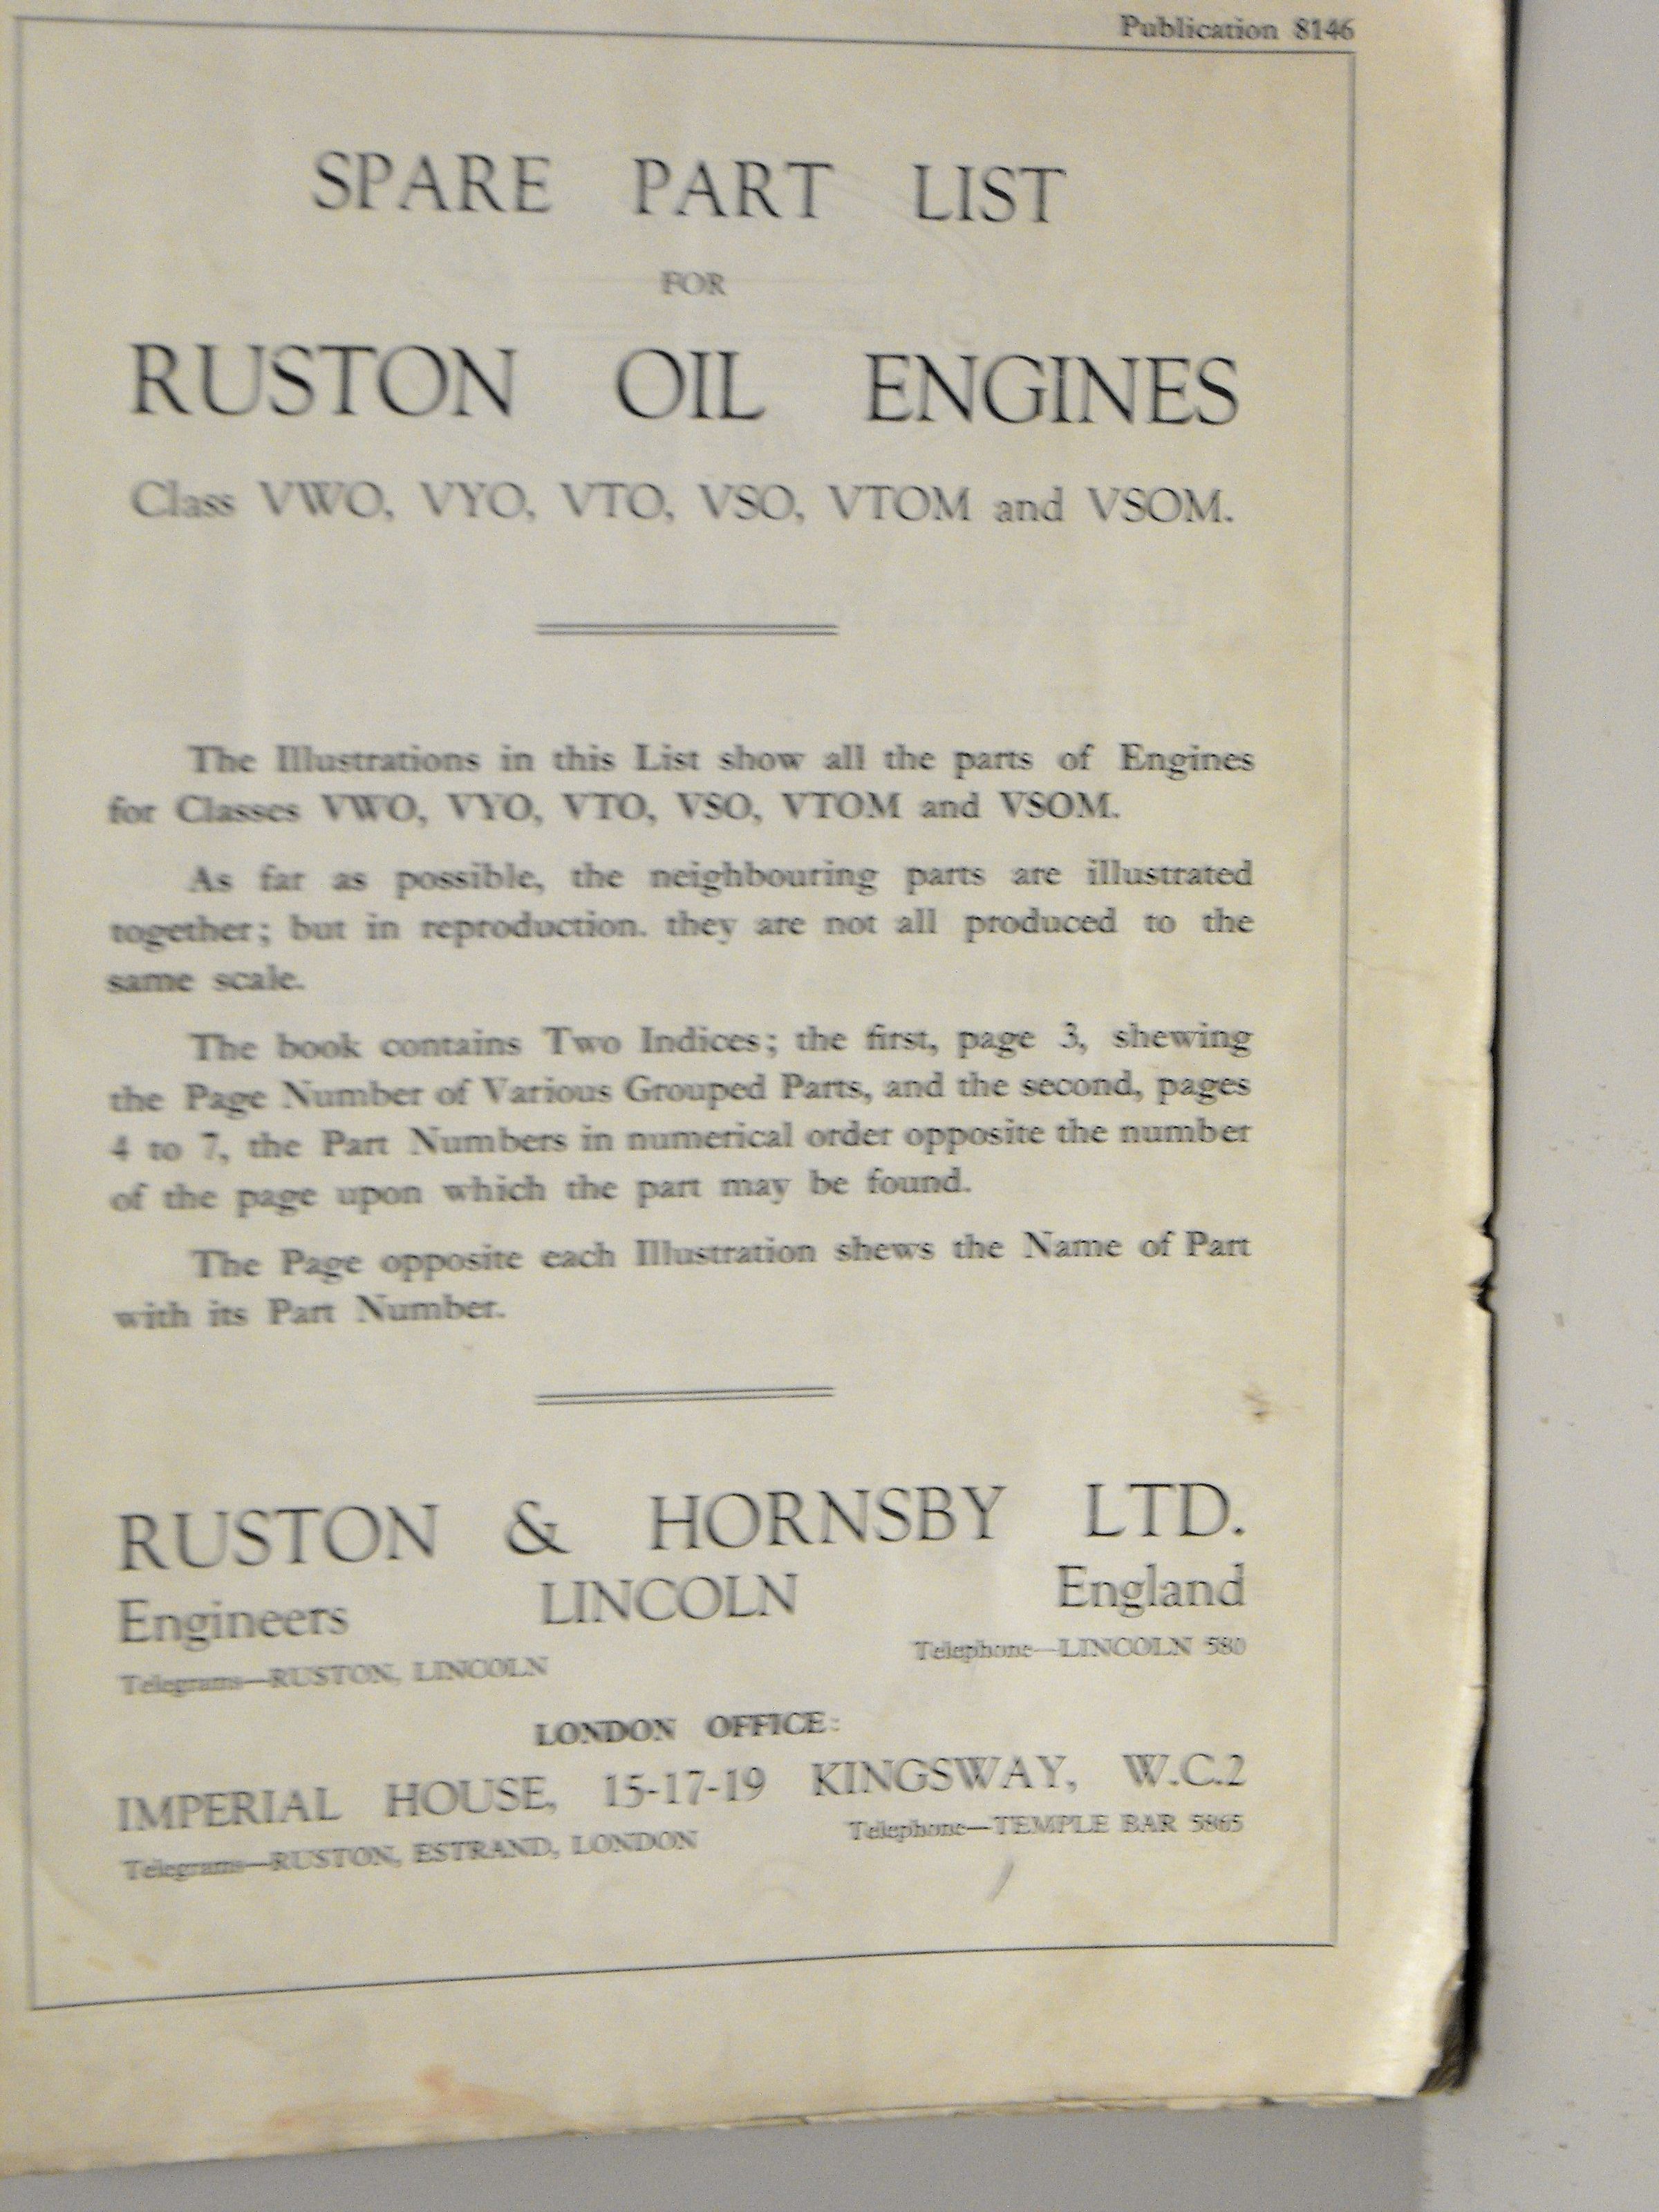 Publication 8146
SPARE PART LIST
FOR
RUSTON OIL ENGINES
Class VWO, VYO, VTO, VSO, VTOM and VSOM.
The Illustrations in this List show all the parts of Engines
for Classes VWO, VYO, VTO, VSO, VTOM and VSOM.
As far as possible, the neighbouring parts are illustrated
together; but in reproduction. they are not all produced to the
same scale.
The book contains Two Indices; the first, page 3, shewing
the Page Number of Various Grouped Parts, and the second, pages
4 to 7, the Part Numbers in numerical order opposite the number
of the page upon which the part may be found.
The Page opposite each Illustration shews the Name of Part
with its Part Number.
RUSTON & HORNSBY LTD.
Engineers LINCOLN England
Telegrams—RUSTON, LINCOLN Telephone—LINCOLN 580
LONDON OFFICE:
IMPERIAL HOUSE, 15-17-19 KINGSWAY, W.C.2
Telegrams—RUSTON, ESTRAND, LONDON Telephone—TEMPLE BAR 5865